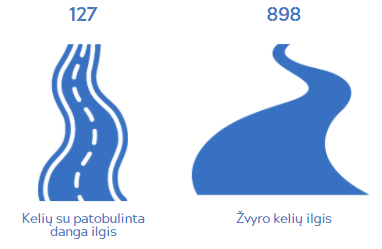 127
898
Kelių su patobulinta
danga ilgis
Žvyro kelių ilgis